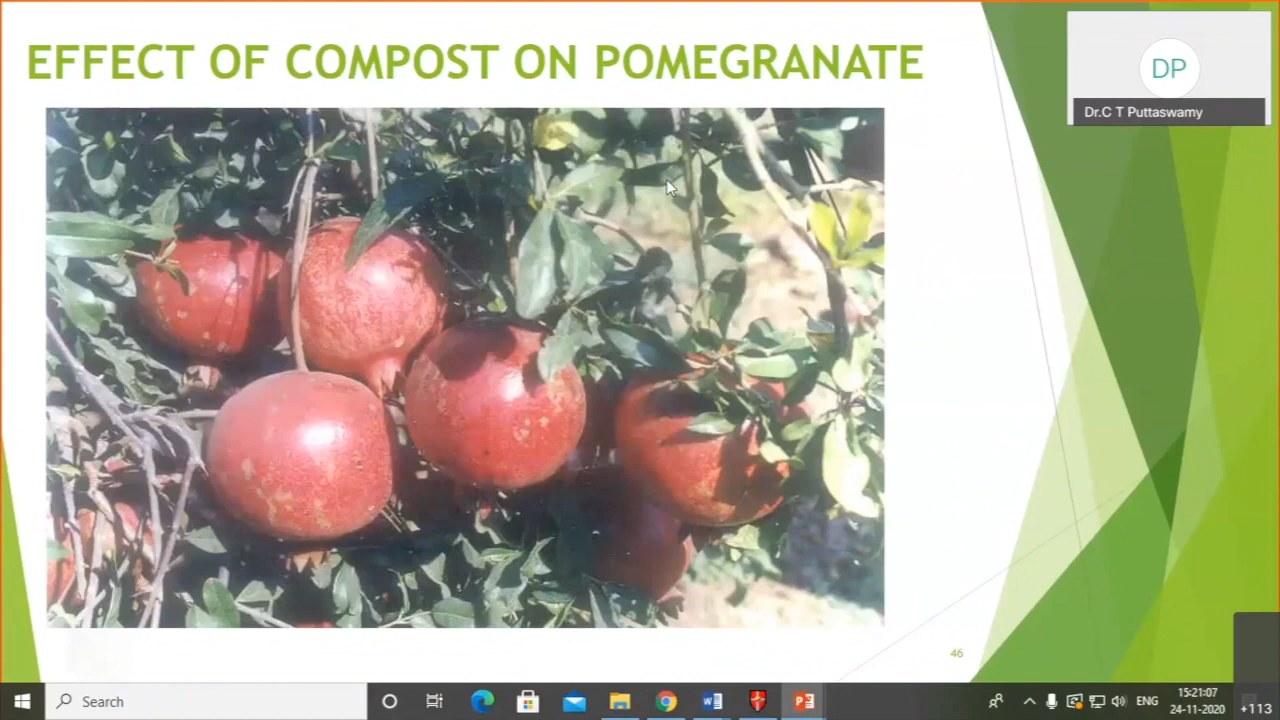 EFFECT OF COMPOST ON POMEGRANATE
DP
Dr.C T Puttaswamy
46
Search
ENG
15:21:07
24-11-2020
+113